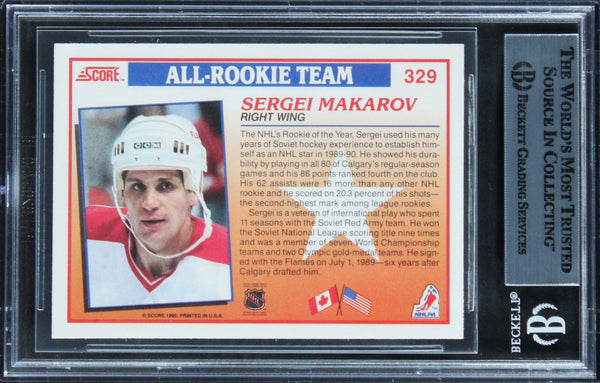 SCORE
ALL-ROOKIE TEAM
329
SERGEI MAKAROV
RIGHT WING
The NHL's Rookie of the Year, Sergei used his many
years of Soviet hockey experience to establish
himself as an NHL star in 1989-90. He showed his dura-
bility by playing in all 80 of Calgary's regular-season
games and his 86 points ranked fourth on the club.
His 62 assists were 16 more than any other NHL
rookie and he scored on 20.3 percent of his shots—
the second-highest mark among league rookies.
Sergei is a veteran of international play who spent
11 seasons with the Soviet Red Army team. He won
the Soviet National League scoring title nine times
and was a member of seven World Championship
teams and two Olympic gold-medal teams. He sign-
ed with the Flames on July 1, 1989—six years after
Calgary drafted him.
CCM
FL
NHL
NHLPA
© SCORE 1990, PRINTED IN U.S.A.
THE WORLD'S MOST TRUSTED
SOURCE IN COLLECTING™
BECKETT GRADING SERVICES
B
BECKETT®
B